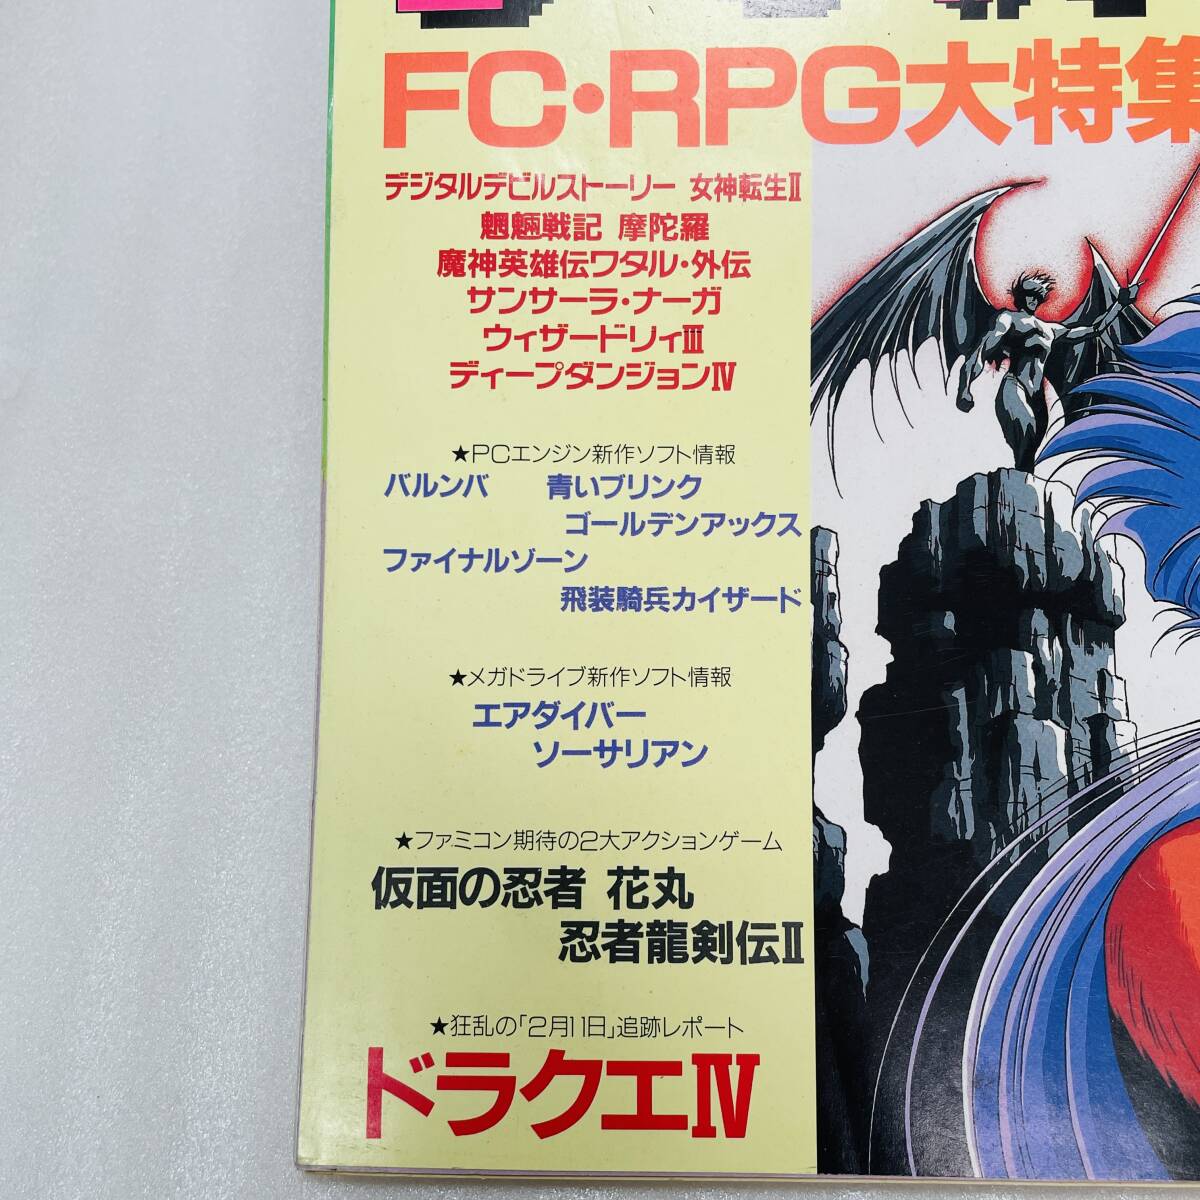 FC・RPG大特集
デジタルデビルストーリー 女神転生II
魍魎戦記 摩陀羅
魔神英雄伝ワタル・外伝
サンサーラ・ナーガ
ウィザードリィIII
ディープダンジョンIV
★PCエンジン新作ソフト情報
バルンバ 青いブリンク
ゴールデンアックス
ファイナルゾーン
飛装騎兵カイザード
★メガドライブ新作ソフト情報
エアダイバー
ソーサリアン
★ファミコン期待の2大アクションゲーム
仮面の忍者 花丸
忍者龍剣伝II
★狂乱の「2月11日」追跡レポート
ドラクエIV